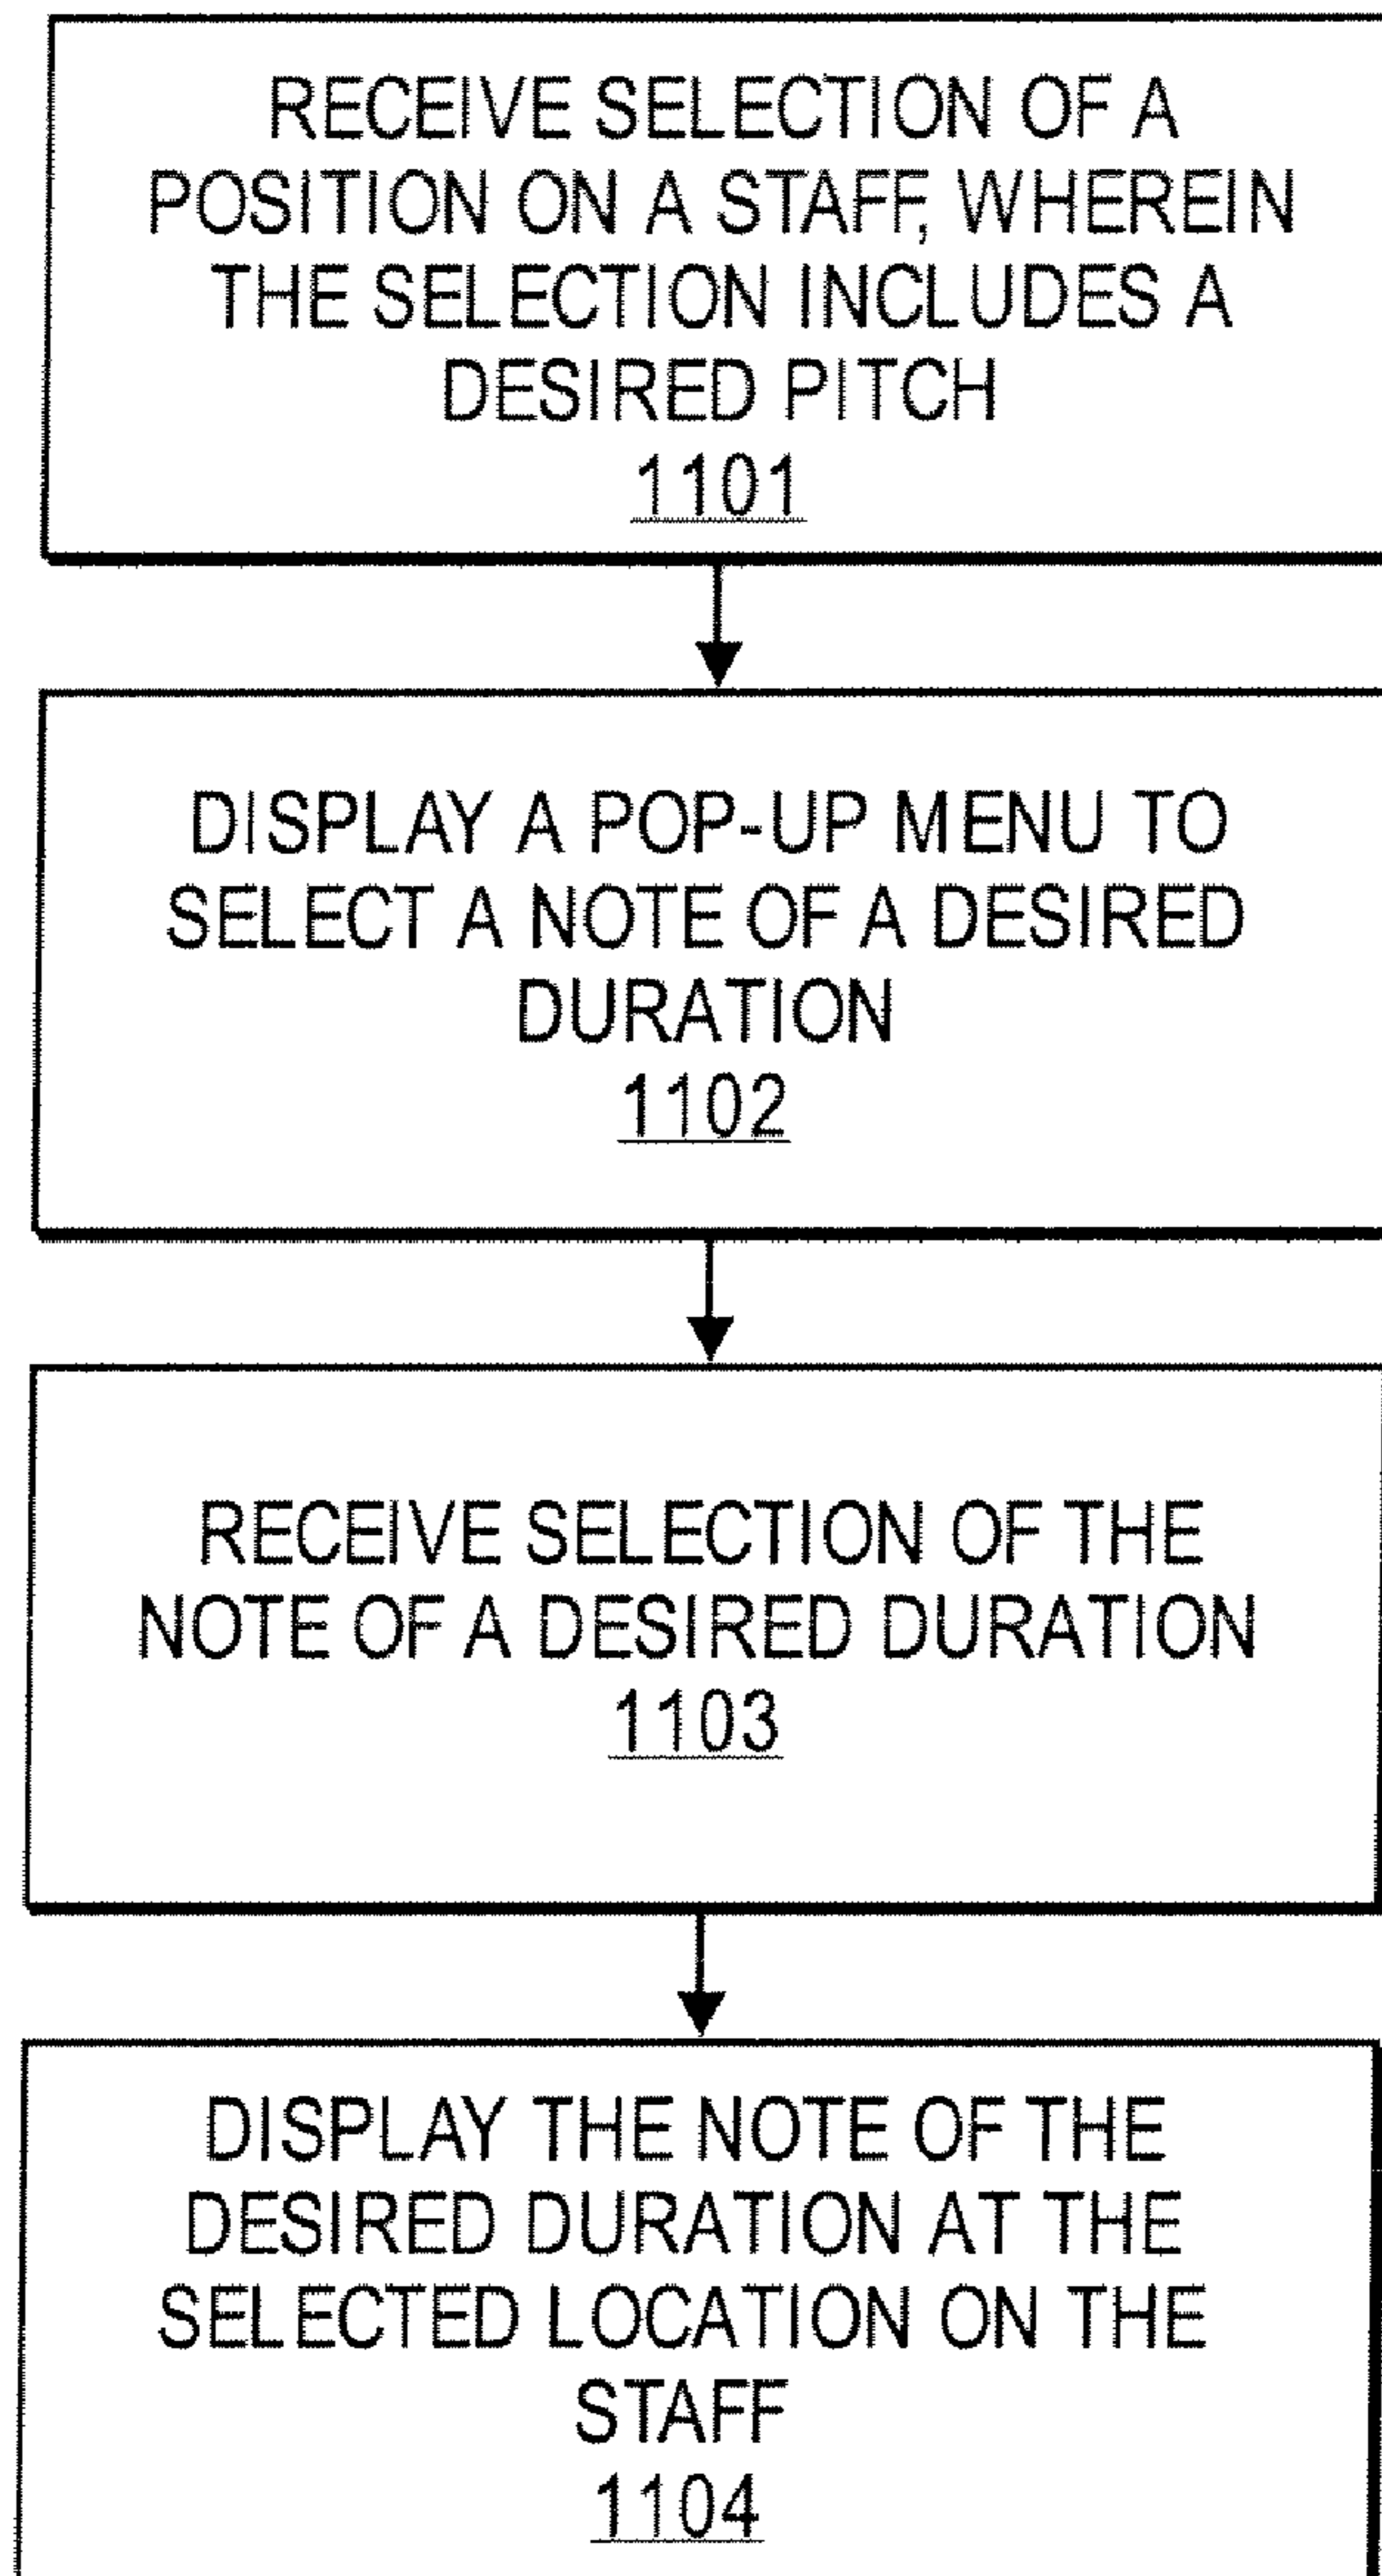 RECEIVE SELECTION OF A
POSITION ON A STAFF, WHEREIN
THE SELECTION INCLUDES A
DESIRED PITCH
1101
DISPLAY A POP-UP MENU TO
SELECT A NOTE OF A DESIRED
DURATION
1102
RECEIVE SELECTION OF THE
NOTE OF A DESIRED DURATION
1103
DISPLAY THE NOTE OF THE
DESIRED DURATION AT THE
SELECTED LOCATION ON THE
STAFF
1104